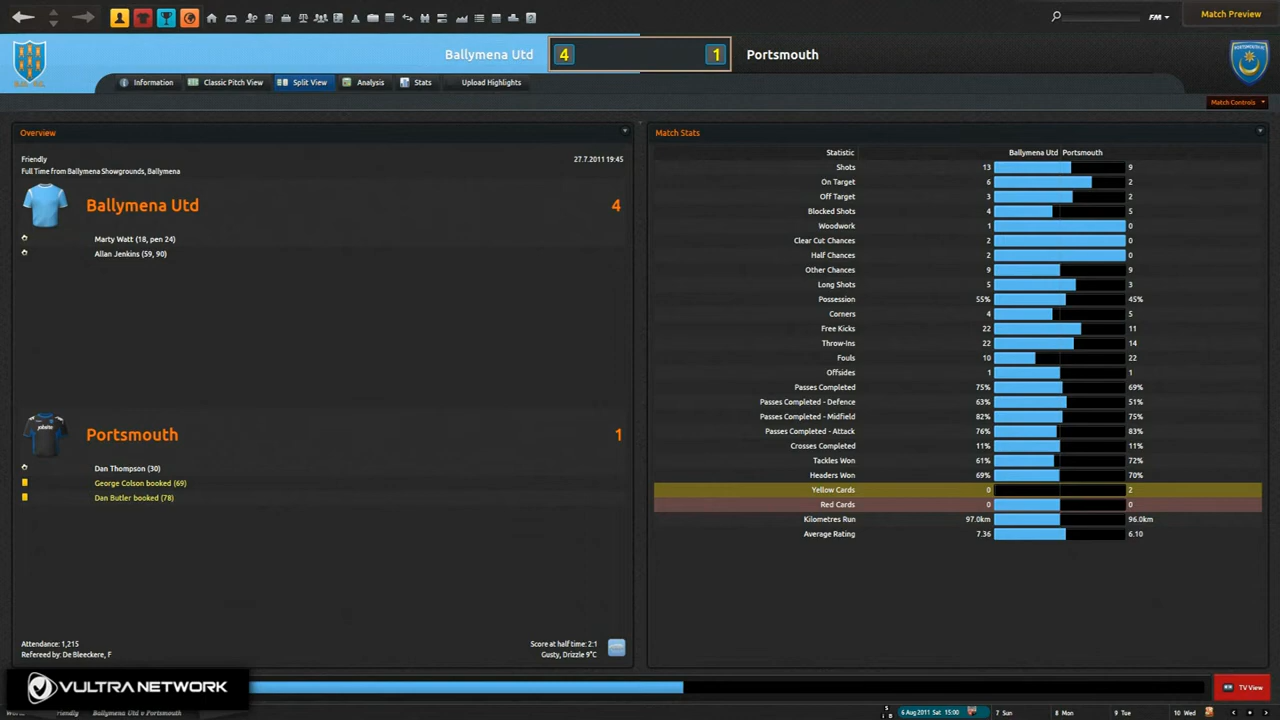 FM
Match Preview
Ballymena Utd 4 1 Portsmouth
Information Classic Pitch View Split View Analysis Stats Upload Highlights
Match Controls
Overview
Friendly 27.7.2011 19:45
Full Time from Ballymena Showgrounds, Ballymena
Ballymena Utd 4
Marty Watt (18, pen 24)
Allan Jenkins (59, 90)
Portsmouth 1
Dan Thompson (30)
George Colson booked (69)
Dan Butler booked (78)
Attendance: 1,215 Score at half time: 2:1
Refereed by: De Bleeckere, F Gusty, Drizzle 9°C
Match Stats
Statistic Ballymena Utd Portsmouth
Shots 13 9
On Target 6 2
Off Target 3 2
Blocked Shots 4 5
Woodwork 1 0
Clear Cut Chances 2 0
Half Chances 2 0
Other Chances 9 9
Long Shots 5 3
Possession 55% 45%
Corners 4 5
Free Kicks 22 11
Throw-Ins 22 14
Fouls 10 22
Offsides 1 1
Passes Completed 75% 69%
Passes Completed - Defence 63% 51%
Passes Completed - Midfield 82% 75%
Passes Completed - Attack 76% 83%
Crosses Completed 11% 11%
Tackles Won 61% 72%
Headers Won 69% 70%
Yellow Cards 0 2
Red Cards 0 0
Kilometres Run 97.0km 96.0km
Average Rating 7.36 6.10
VULTRA NETWORK
TV View
Friendly Ballymena Utd v Portsmouth
6 Aug 2011 Sat 15:00 7 Sun 8 Mon 9 Tue 10 Wed